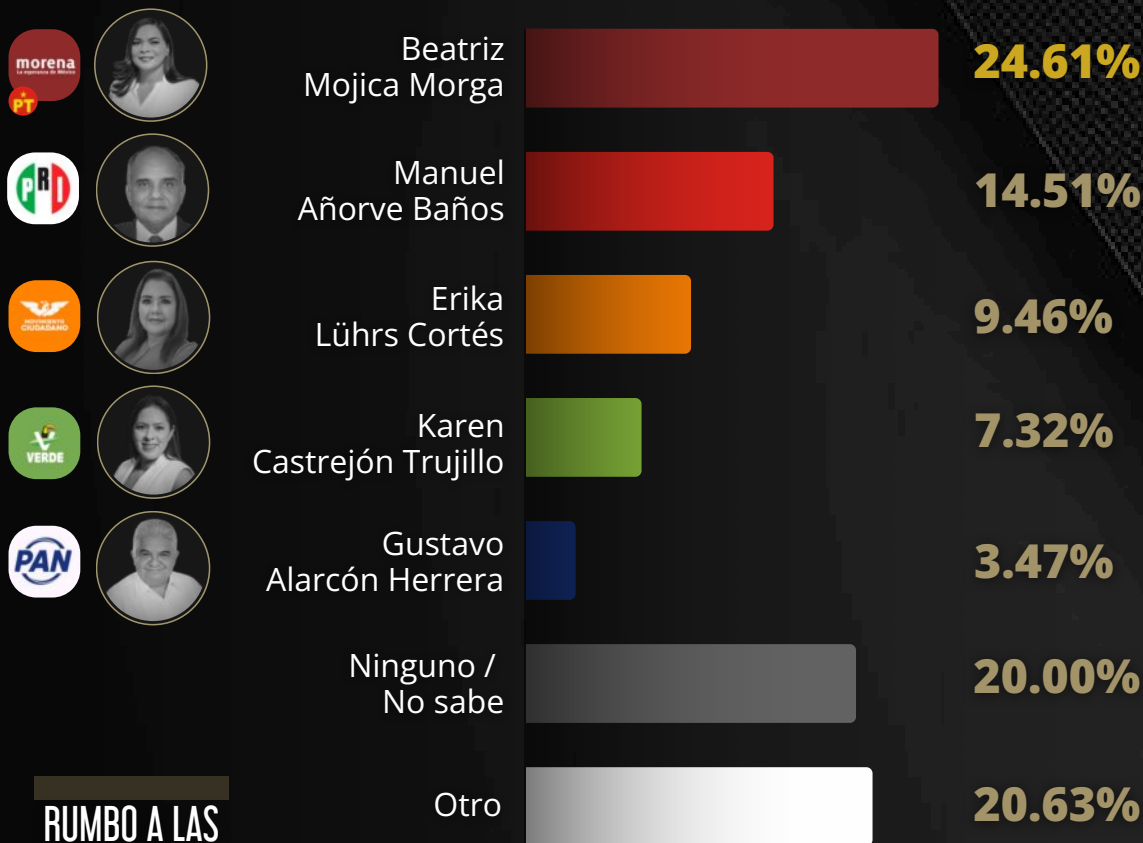 morena
La esperanza de México
PT
Beatriz
Mojica Morga
24.61%
PRI
Manuel
Añorve Baños
14.51%
MOVIMIENTO
CIUDADANO
Erika
Lührs Cortés
9.46%
VERDE
Karen
Castrejón Trujillo
7.32%
PAN
Gustavo
Alarcón Herrera
3.47%
Ninguno /
No sabe
20.00%
Otro
20.63%
RUMBO A LAS